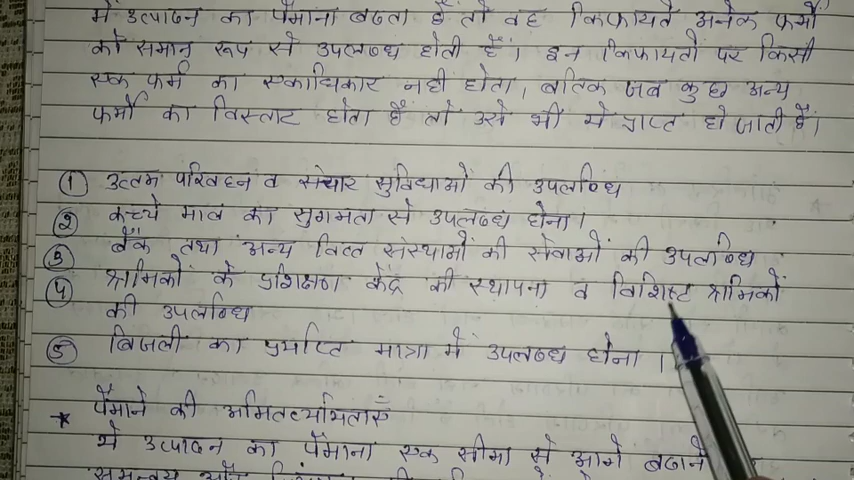 में उत्पादन का पैमाना बढता है तो वह किफायतें अनेक फर्मों
को समान रूप से उपलब्ध होती हैं। इन किफायतों पर किसी
एक फर्म का एकाधिकार नही होता, बल्कि जब कुछ अन्य
फर्मों का विस्तार होता है तो उसे भी ये प्राप्त हो जाती है।
① उत्तम परिवहन व संचार सुविधाओं की उपलब्धि
② कच्चे माल का सुगमता से उपलब्ध होना।
③ बैंक तथा अन्य वित्त संस्थाओं की सेवाओं की उपलब्धि
④ श्रमिकों के प्रशिक्षण केंद्र की स्थापना व विशिष्ट श्रमिकों
की उपलब्धि
⑤ बिजली का पर्याप्त मात्रा में उपलब्ध होना।
* पैमाने की अमितव्ययिताएँ
ये उत्पादन का पैमाना एक सीमा से आगे बढाने